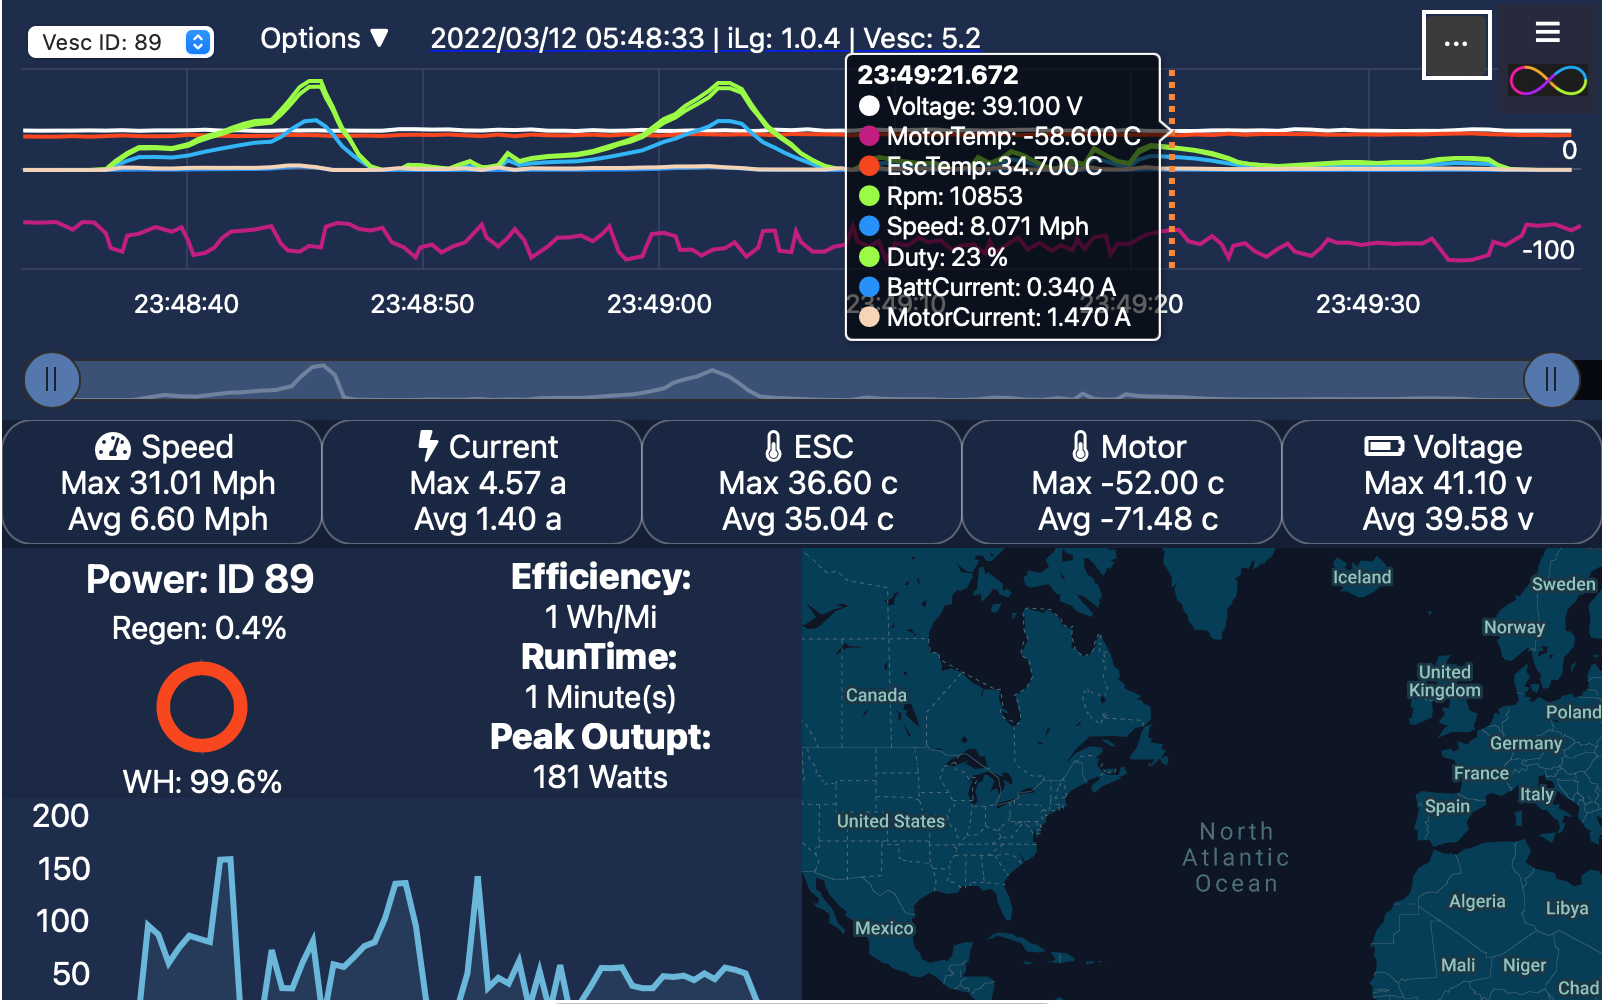 Vesc ID: 89
Options ▼
2022/03/12 05:48:33 | iLg: 1.0.4 | Vesc: 5.2
...
23:49:21.672
Voltage: 39.100 V
MotorTemp: -58.600 C
EscTemp: 34.700 C
Rpm: 10853
Speed: 8.071 Mph
Duty: 23 %
BattCurrent: 0.340 A
MotorCurrent: 1.470 A
0
-100
23:48:40
23:48:50
23:49:00
23:49:10
23:49:20
23:49:30
Speed
Max 31.01 Mph
Avg 6.60 Mph
Current
Max 4.57 a
Avg 1.40 a
ESC
Max 36.60 c
Avg 35.04 c
Motor
Max -52.00 c
Avg -71.48 c
Voltage
Max 41.10 v
Avg 39.58 v
Power: ID 89
Regen: 0.4%
WH: 99.6%
Efficiency:
1 Wh/Mi
RunTime:
1 Minute(s)
Peak Outupt:
181 Watts
200
150
100
50
Iceland
Sweden
Norway
United
Kingdom
Canada
Poland
Germany
France
Italy
Spain
United States
North
Atlantic
Ocean
Algeria
Libya
Mexico
Mali
Niger
Chad